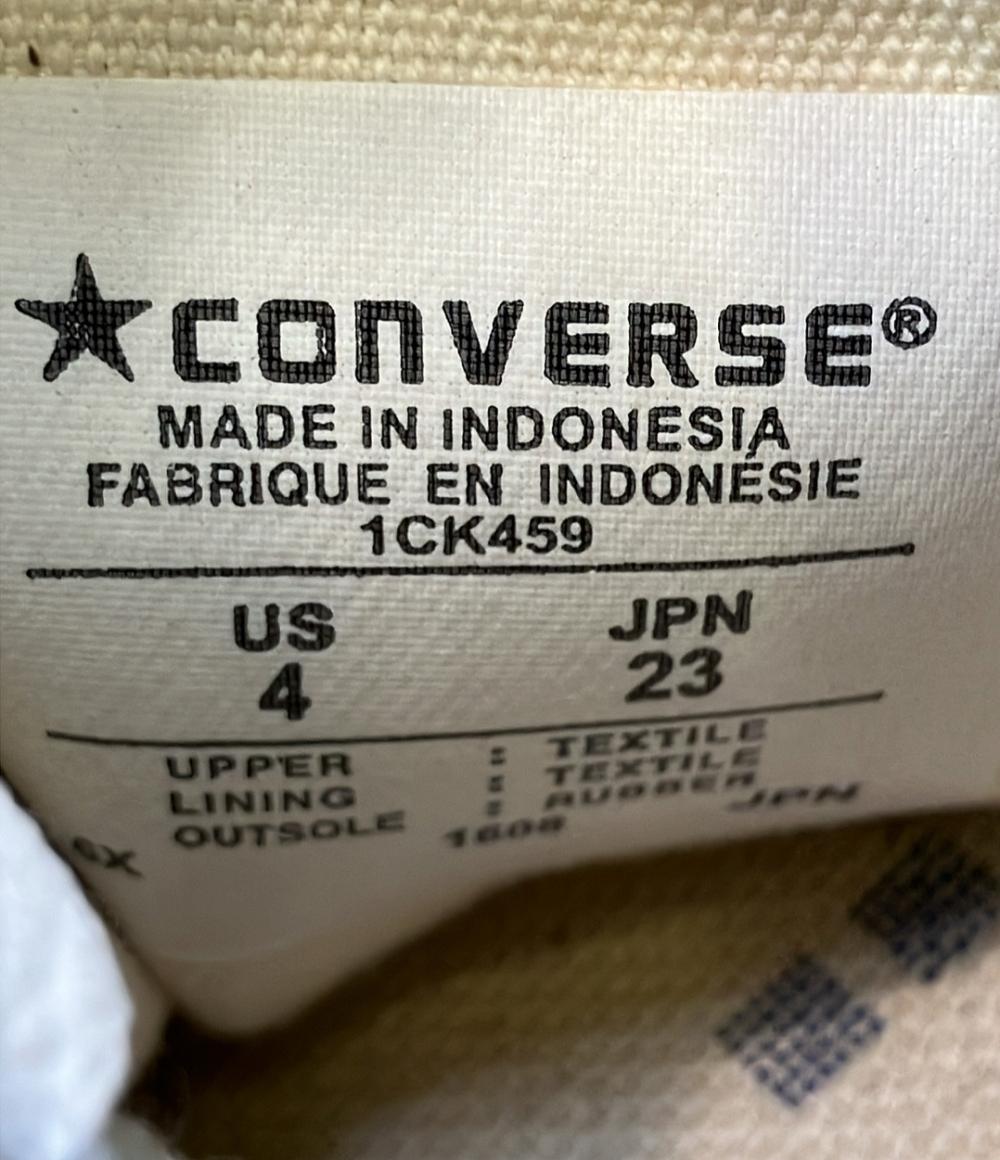 ★CONVERSE®
MADE IN INDONESIA
FABRIQUE EN INDONÉSIE
1CK459
US JPN
4 23
UPPER : TEXTILE
LINING : TEXTILE
OUTSOLE : RUBBER
1608 JPN